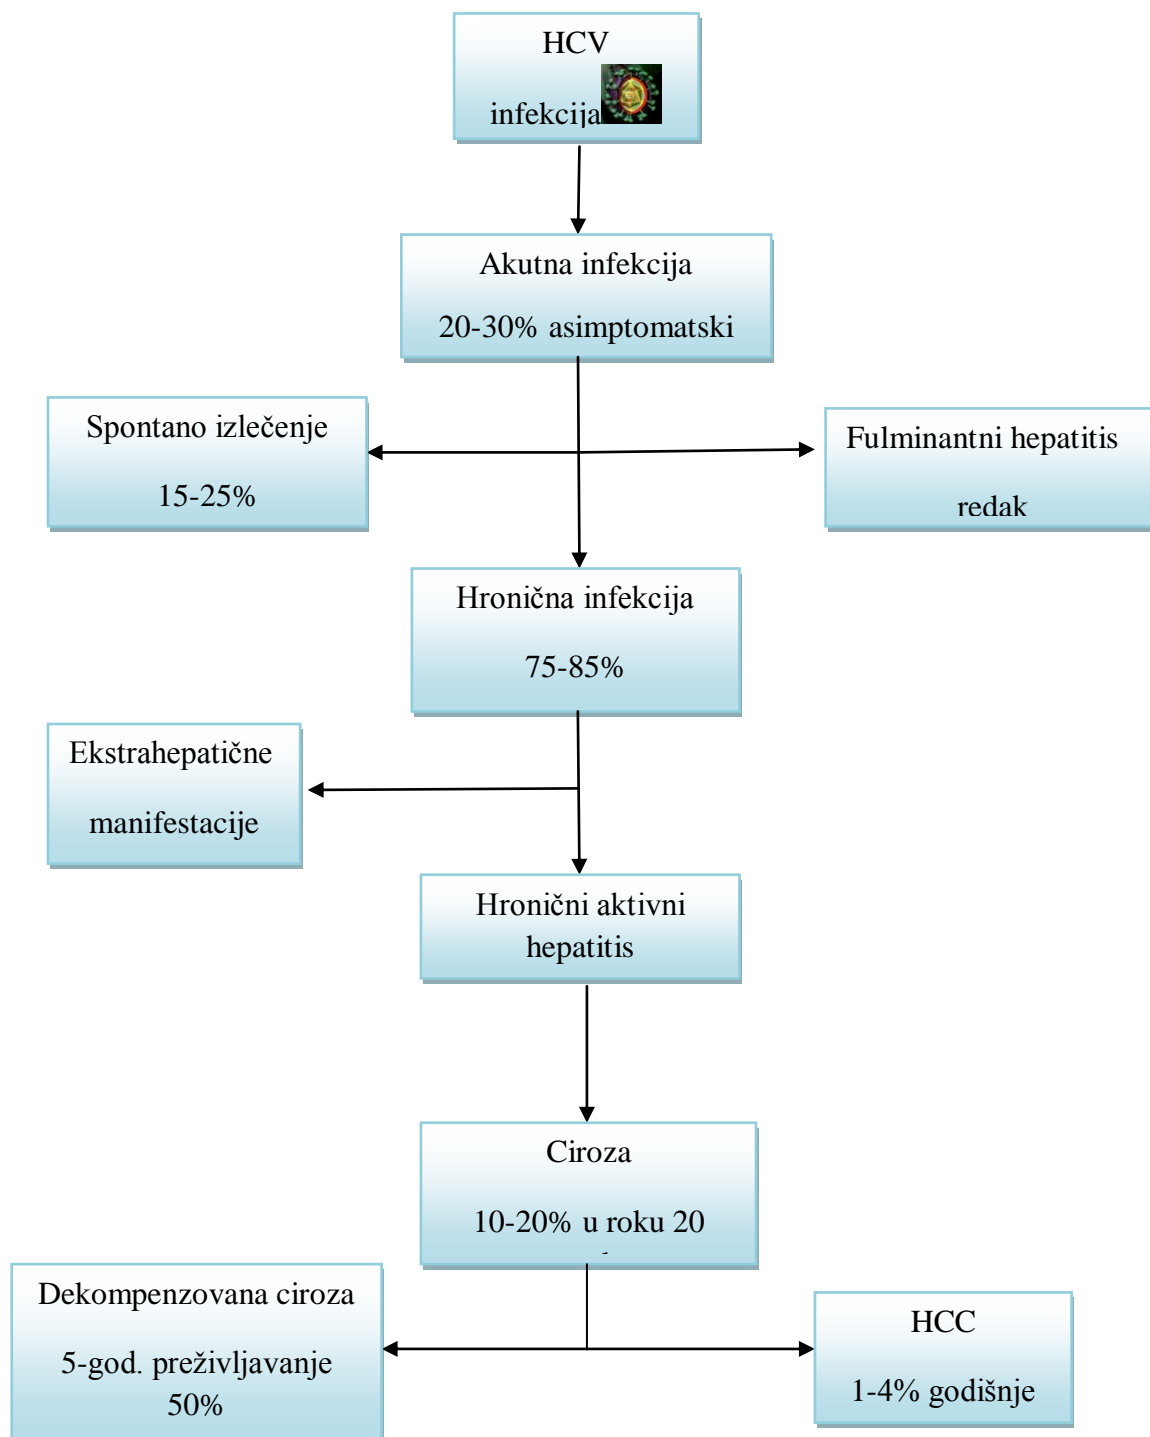 HCV
infekcija
Akutna infekcija
20-30% asimptomatski
Spontano izlečenje
15-25%
Fulminantni hepatitis
redak
Hronična infekcija
75-85%
Ekstrahepatične
manifestacije
Hronični aktivni
hepatitis
Ciroza
10-20% u roku 20
Dekompenzovana ciroza
5-god. preživljavanje
50%
HCC
1-4% godišnje